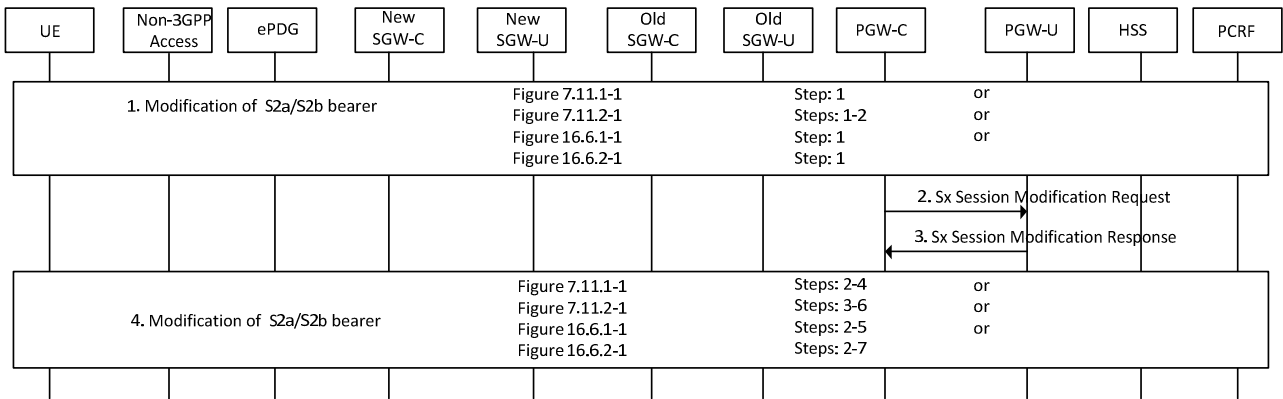 UE
Non-3GPP
Access
ePDG
New
SGW-C
New
SGW-U
Old
SGW-C
Old
SGW-U
PGW-C
PGW-U
HSS
PCRF
1. Modification of S2a/S2b bearer
Figure 7.11.1-1 Step: 1 or
Figure 7.11.2-1 Steps: 1-2 or
Figure 16.6.1-1 Step: 1 or
Figure 16.6.2-1 Step: 1
2. Sx Session Modification Request
3. Sx Session Modification Response
4. Modification of S2a/S2b bearer
Figure 7.11.1-1 Steps: 2-4 or
Figure 7.11.2-1 Steps: 3-6 or
Figure 16.6.1-1 Steps: 2-5 or
Figure 16.6.2-1 Steps: 2-7